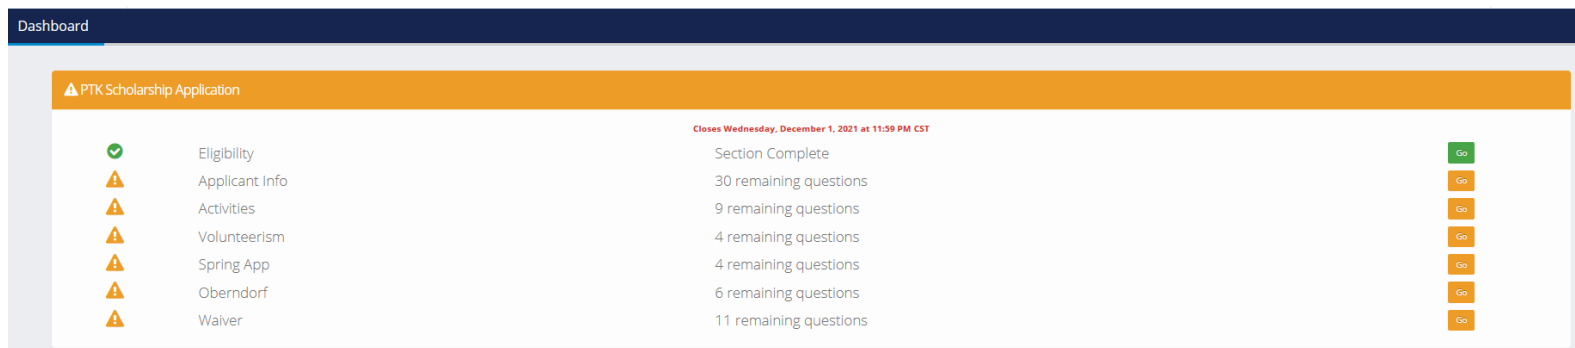 Dashboard
PTK Scholarship Application
Closes Wednesday, December 1, 2021 at 11:59 PM CST
Eligibility Section Complete Go
Applicant Info 30 remaining questions Go
Activities 9 remaining questions Go
Volunteerism 4 remaining questions Go
Spring App 4 remaining questions Go
Oberndorf 6 remaining questions Go
Waiver 11 remaining questions Go